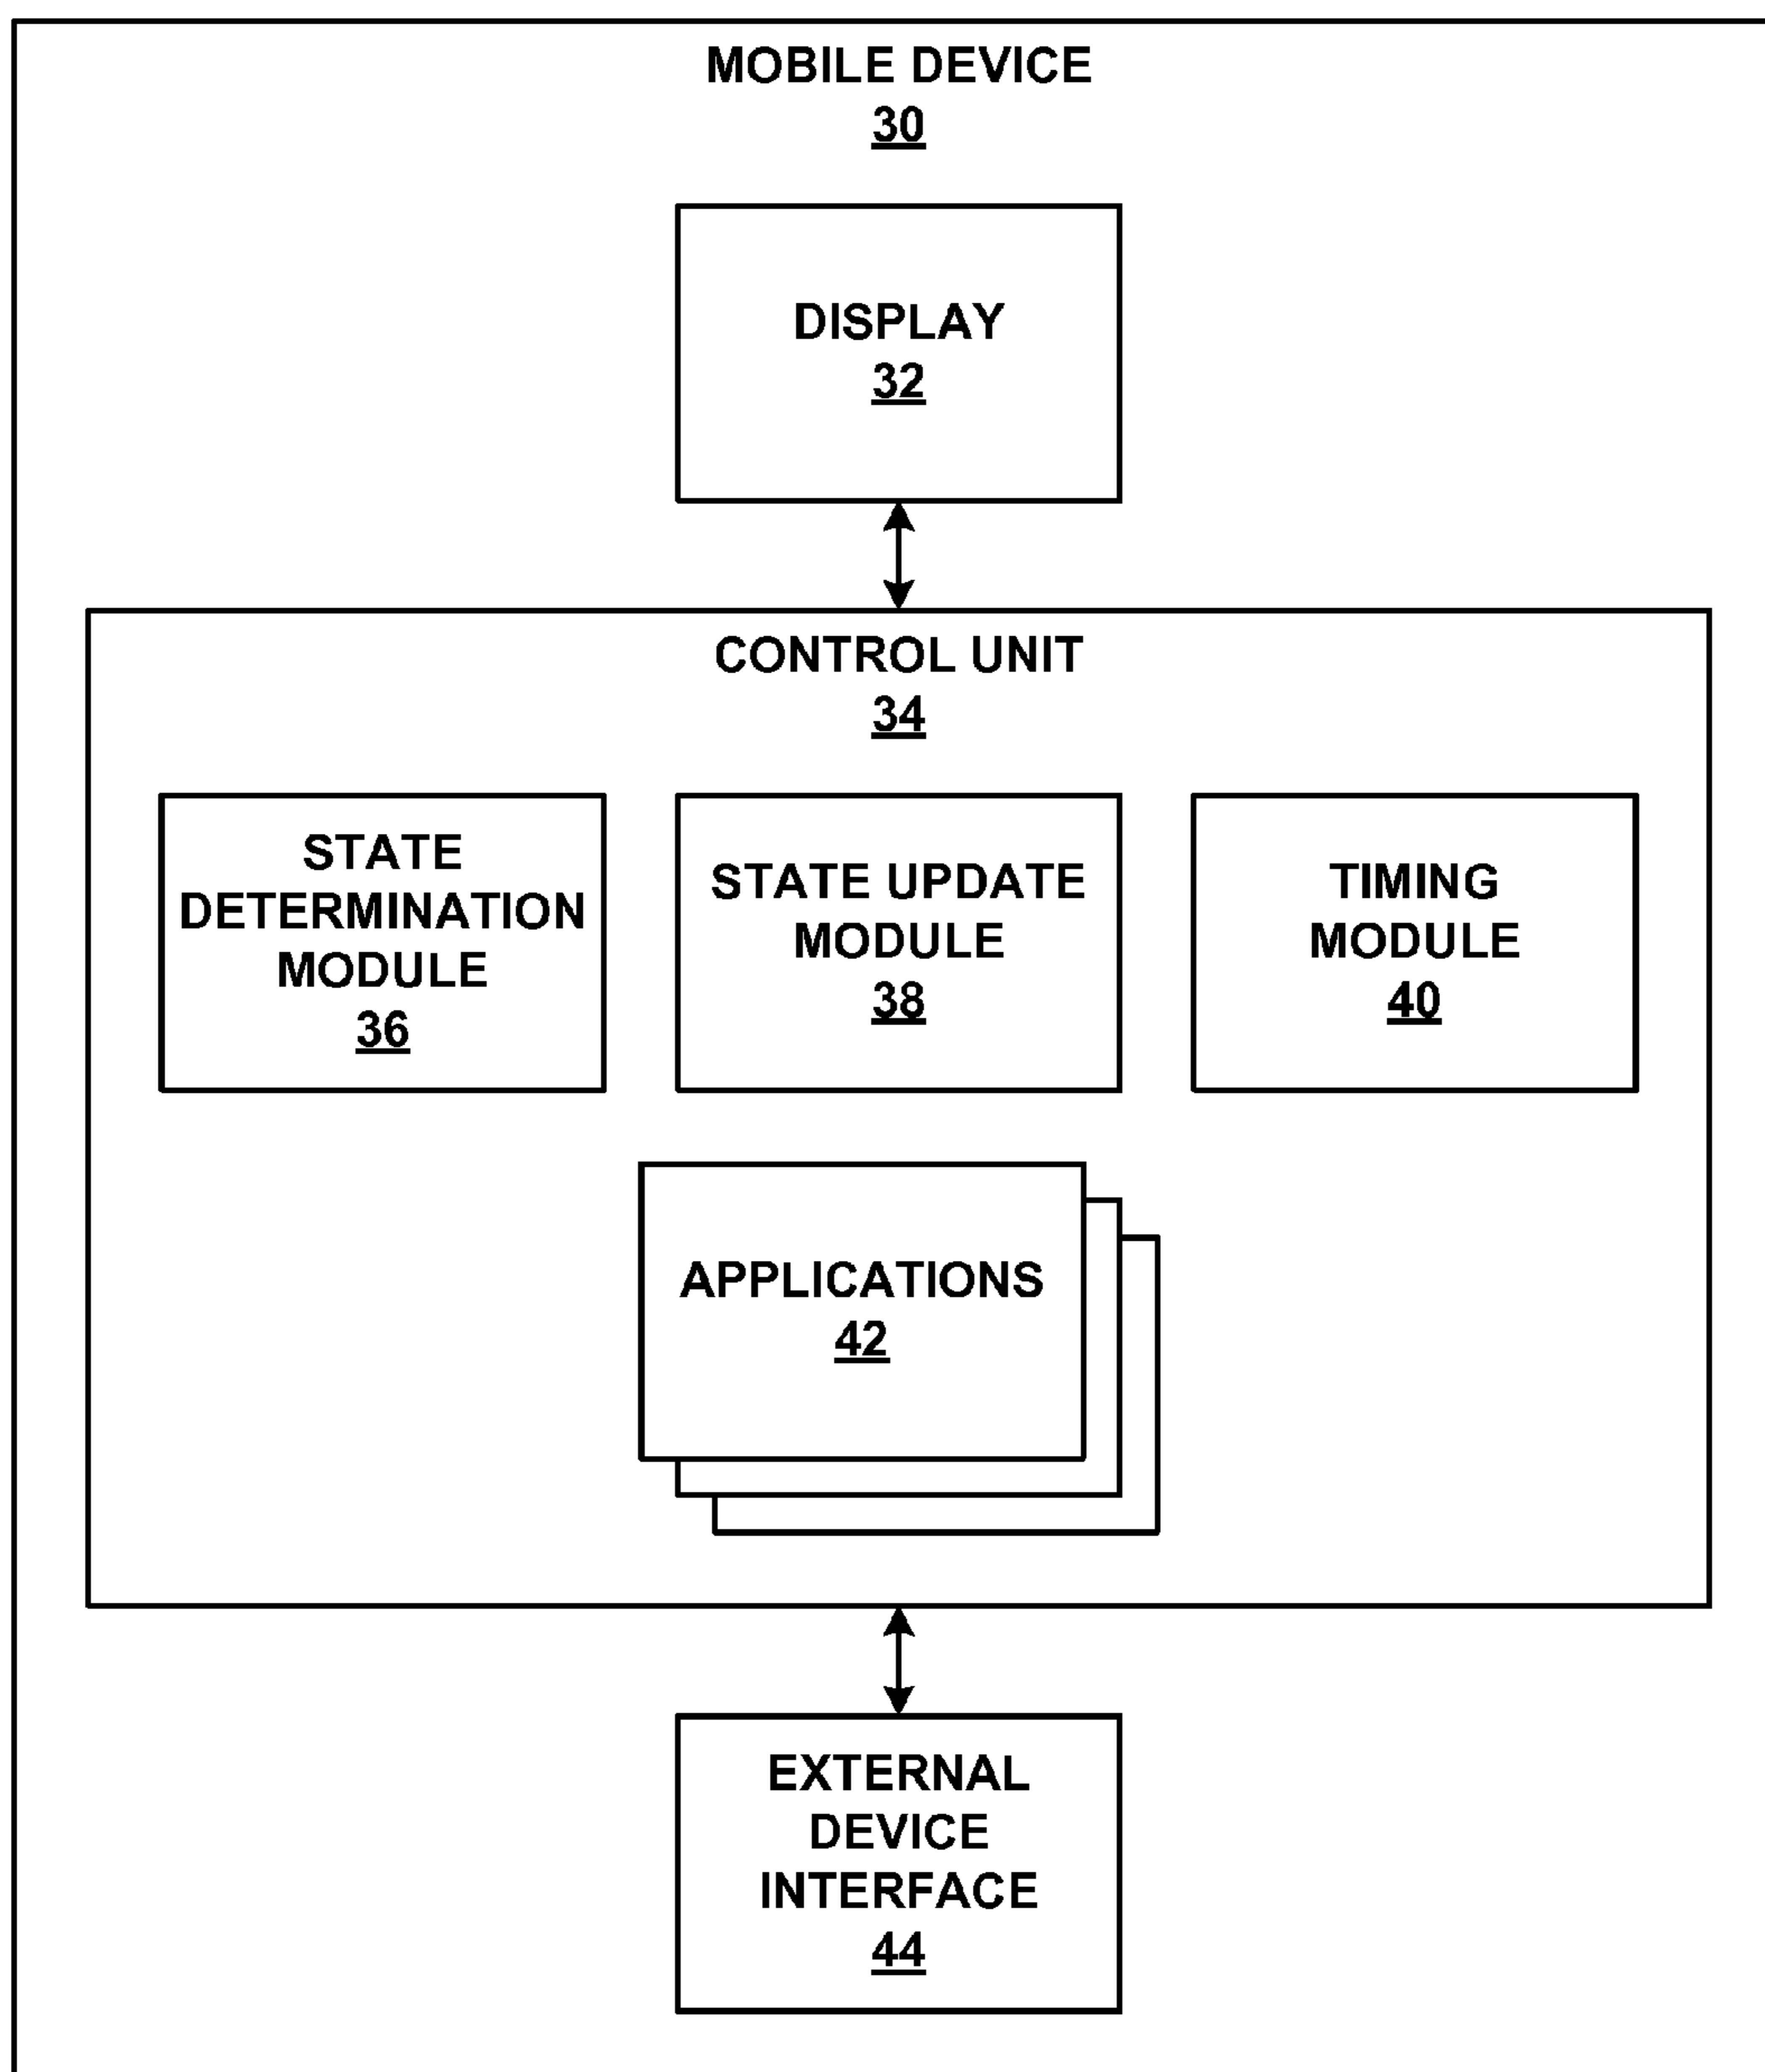 MOBILE DEVICE
30
DISPLAY
32
CONTROL UNIT
34
STATE
DETERMINATION
MODULE
36
STATE UPDATE
MODULE
38
TIMING
MODULE
40
APPLICATIONS
42
EXTERNAL
DEVICE
INTERFACE
44